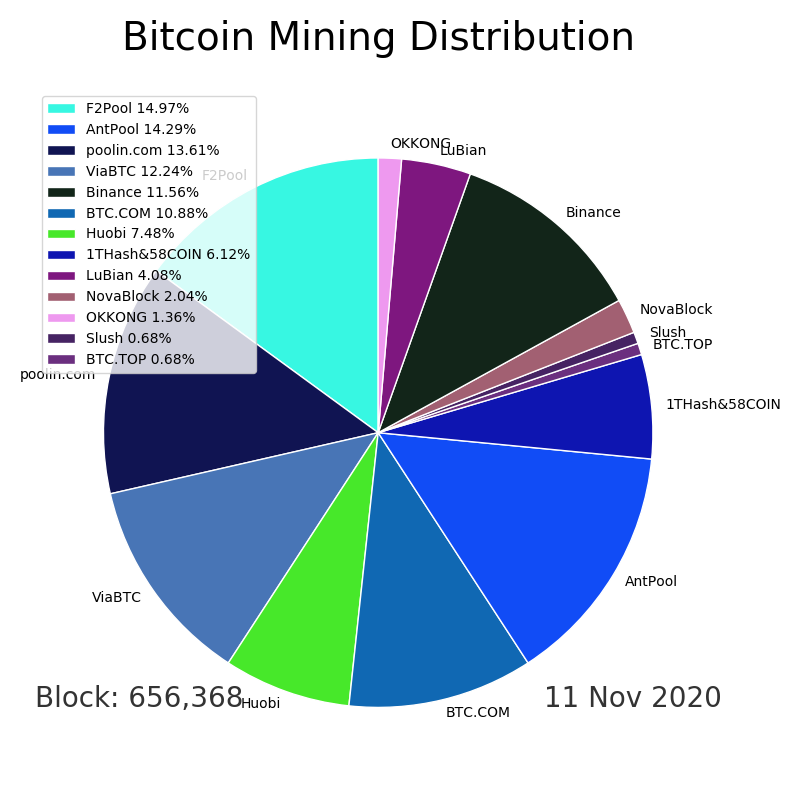 Bitcoin Mining Distribution
F2Pool 14.97%
AntPool 14.29%
poolin.com 13.61%
ViaBTC 12.24%
Binance 11.56%
BTC.COM 10.88%
Huobi 7.48%
1THash&58COIN 6.12%
LuBian 4.08%
NovaBlock 2.04%
OKKONG 1.36%
Slush 0.68%
BTC.TOP 0.68%
OKKONG
LuBian
F2Pool
Binance
NovaBlock
Slush
BTC.TOP
poolin.com
1THash&58COIN
AntPool
ViaBTC
Huobi
BTC.COM
Block: 656,368
11 Nov 2020